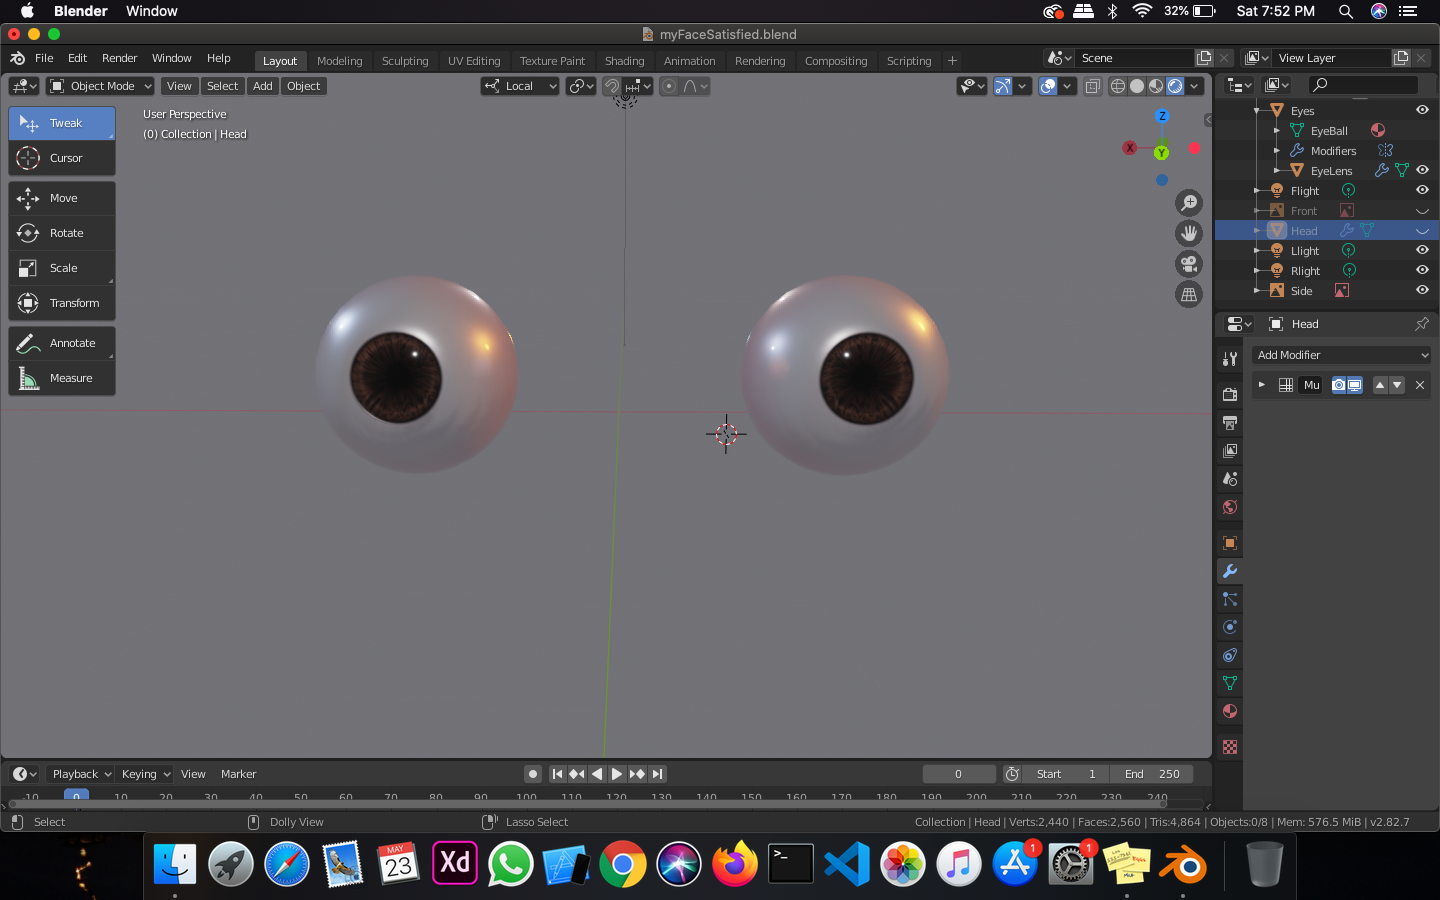 Blender Window 32% Sat 7:52 PM
myFaceSatisfied.blend
File Edit Render Window Help Layout Modeling Sculpting UV Editing Texture Paint Shading Animation Rendering Compositing Scripting + Scene View Layer
Object Mode View Select Add Object Local
Tweak
Cursor
Move
Rotate
Scale
Transform
Annotate
Measure
User Perspective
(0) Collection | Head
Z
X
Y
Eyes
EyeBall
Modifiers
EyeLens
Flight
Front
Head
Llight
Rlight
Side
Head
Add Modifier
Mu
Playback Keying View Marker 0 Start 1 End 250
-10 0 10 20 30 40 50 60 70 80 90 100 110 120 130 140 150 160 170 180 190 200 210 220 230 240
Select Dolly View Lasso Select Collection | Head | Verts:2,440 | Faces:2,560 | Tris:4,864 | Objects:0/8 | Mem: 576.5 MiB | v2.82.7
MAY
23
Xd
>_
1
1